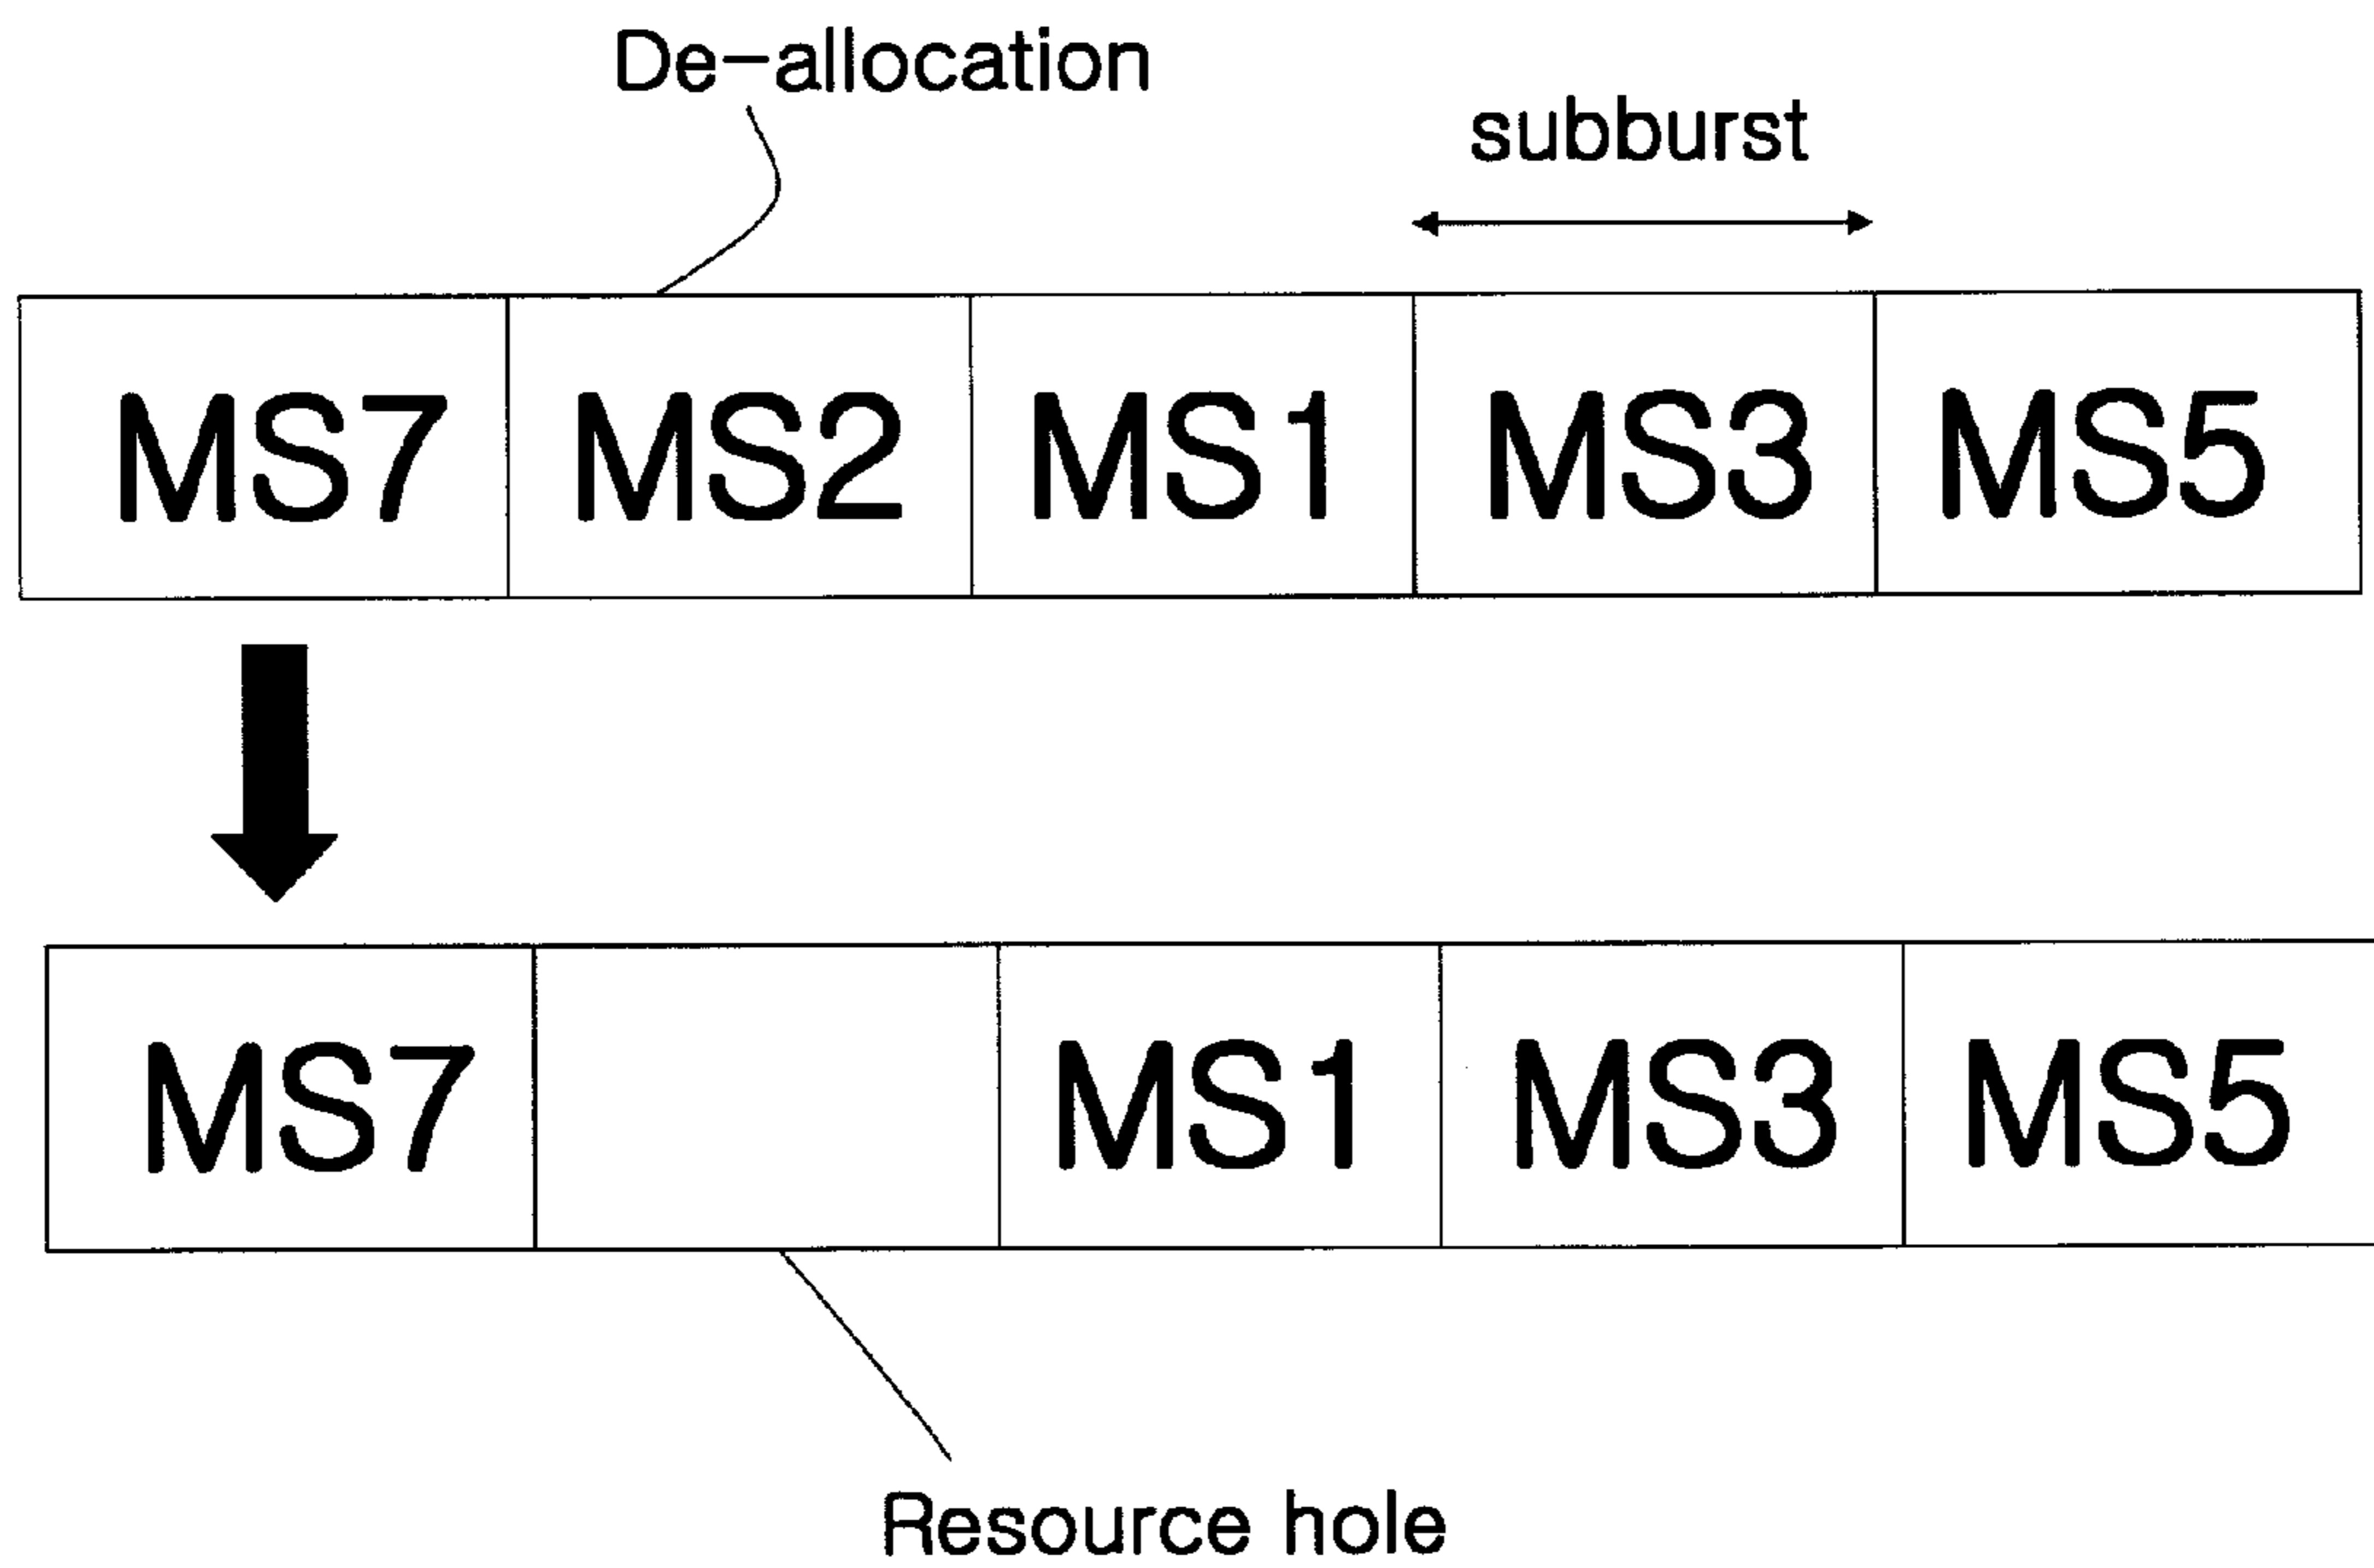 De-allocation
subburst
MS7 MS2 MS1 MS3 MS5
MS7 MS1 MS3 MS5
Resource hole